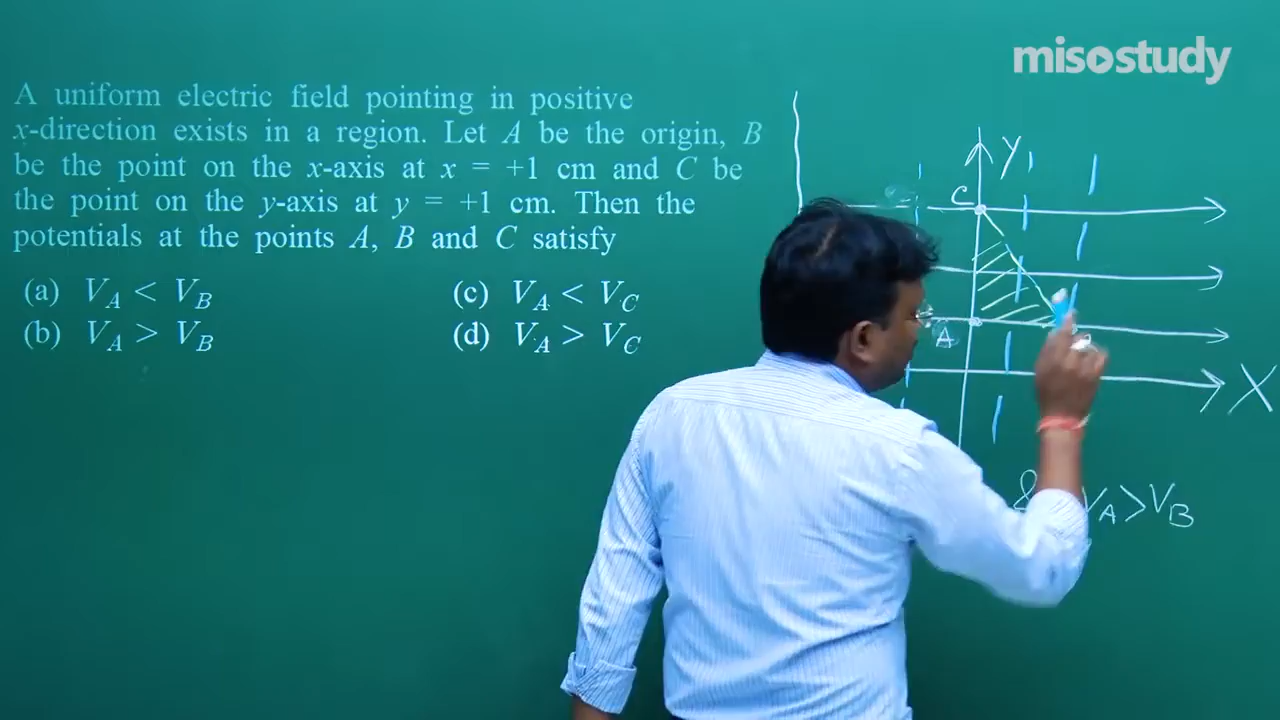 misostudy
A uniform electric field pointing in positive
x-direction exists in a region. Let A be the origin, B
be the point on the x-axis at x = +1 cm and C be
the point on the y-axis at y = +1 cm. Then the
potentials at the points A, B and C satisfy
(a) V_A < V_B
(c) V_A < V_C
(b) V_A > V_B
(d) V_A > V_C
y
C
A
X
& V_A > V_B